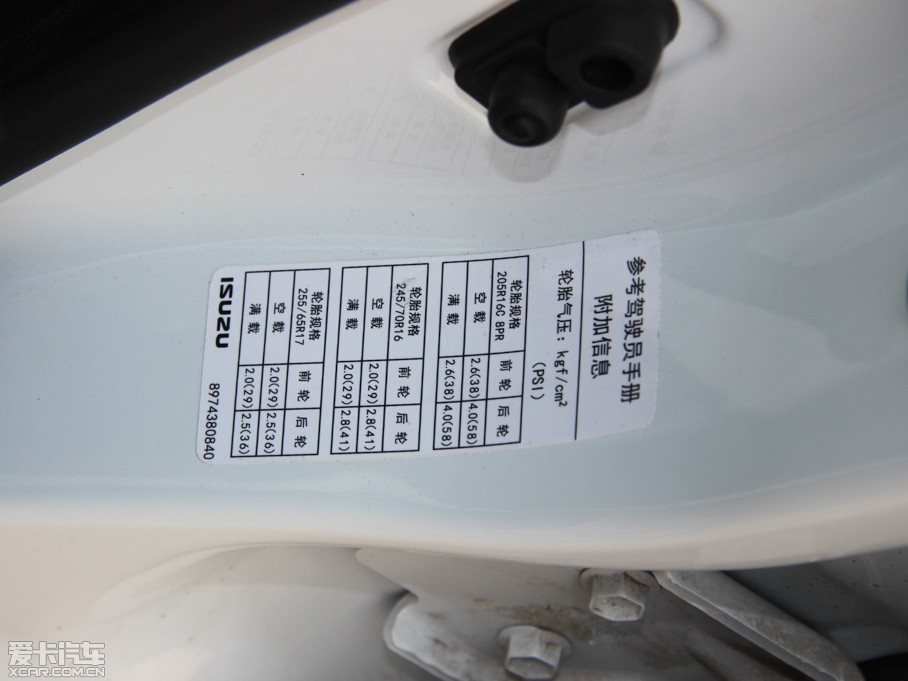 参考驾驶员手册
附加信息
轮胎气压：kgf/cm²
(PSI)
轮胎规格 205R16C 8PR 前轮 后轮
空载 2.6(38) 4.0(58)
满载 2.6(38) 4.0(58)
轮胎规格 245/70R16 前轮 后轮
空载 2.0(29) 2.8(41)
满载 2.0(29) 2.8(41)
轮胎规格 255/65R17 前轮 后轮
空载 2.0(29) 2.5(36)
满载 2.0(29) 2.5(36)
ISUZU 8974380840
爱卡汽车
XCAR.COM.CN